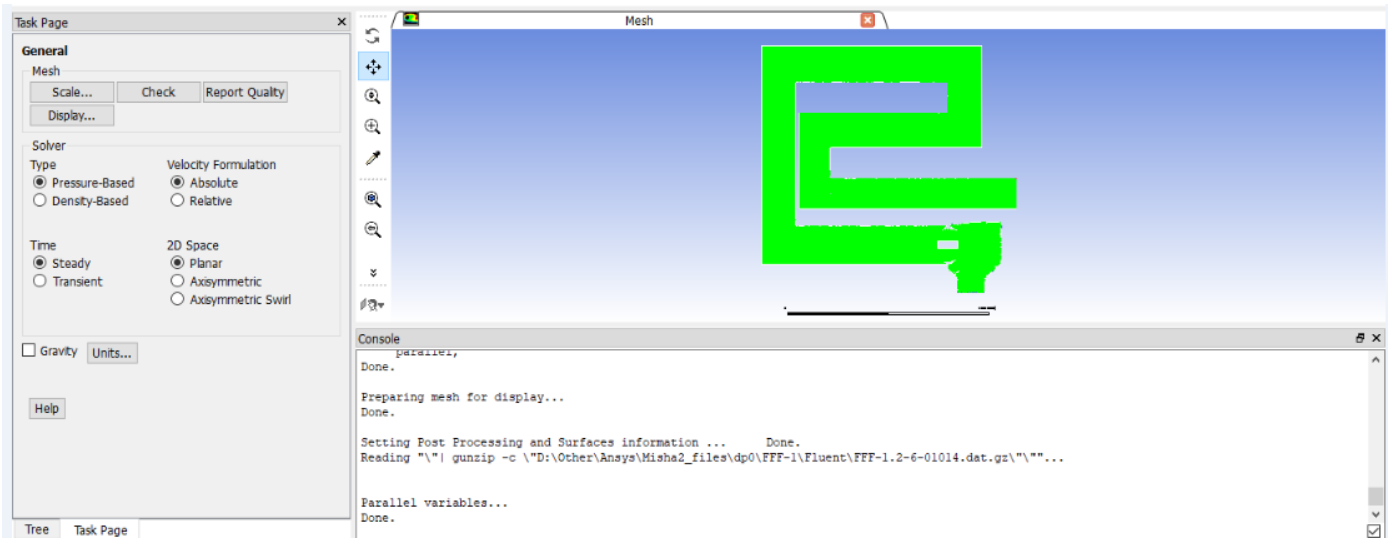 Task Page
General
Mesh
Scale... Check Report Quality
Display...
Solver
Type Velocity Formulation
Pressure-Based Absolute
Density-Based Relative
Time 2D Space
Steady Planar
Transient Axisymmetric
Axisymmetric Swirl
Gravity Units...
Help
Tree Task Page
Mesh
Console
parallel,
Done.
Preparing mesh for display...
Done.
Setting Post Processing and Surfaces information ... Done.
Reading "\"| gunzip -c \"D:\Other\Ansys\Misha2_files\dp0\FFF-1\Fluent\FFF-1.2-6-01014.dat.gz\"\""...
Parallel variables...
Done.